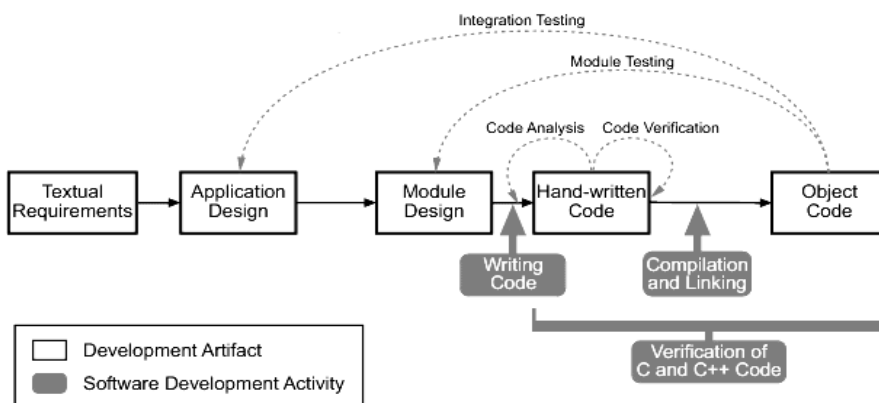 Integration Testing
Module Testing
Code Analysis
Code Verification
Textual
Requirements
Application
Design
Module
Design
Hand-written
Code
Object
Code
Writing
Code
Compilation
and Linking
Verification of
C and C++ Code
Development Artifact
Software Development Activity